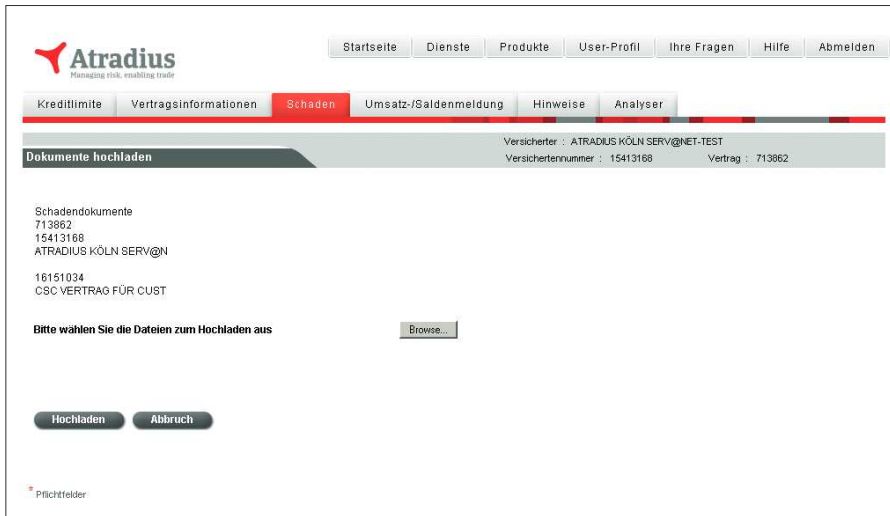 Atradius
Managing risk, enabling trade
Startseite Dienste Produkte User-Profil Ihre Fragen Hilfe Abmelden
Kreditlimite Vertragsinformationen Schaden Umsatz-/Saldenmeldung Hinweise Analyser
Versicherter : ATRADIUS KÖLN SERV@NET-TEST
Dokumente hochladen
Versichertennummer : 15413168 Vertrag : 713862
Schadendokumente
713862
15413168
ATRADIUS KÖLN SERV@N
16151034
CSC VERTRAG FÜR CUST
Bitte wählen Sie die Dateien zum Hochladen aus Browse...
Hochladen Abbruch
* Pflichtfelder